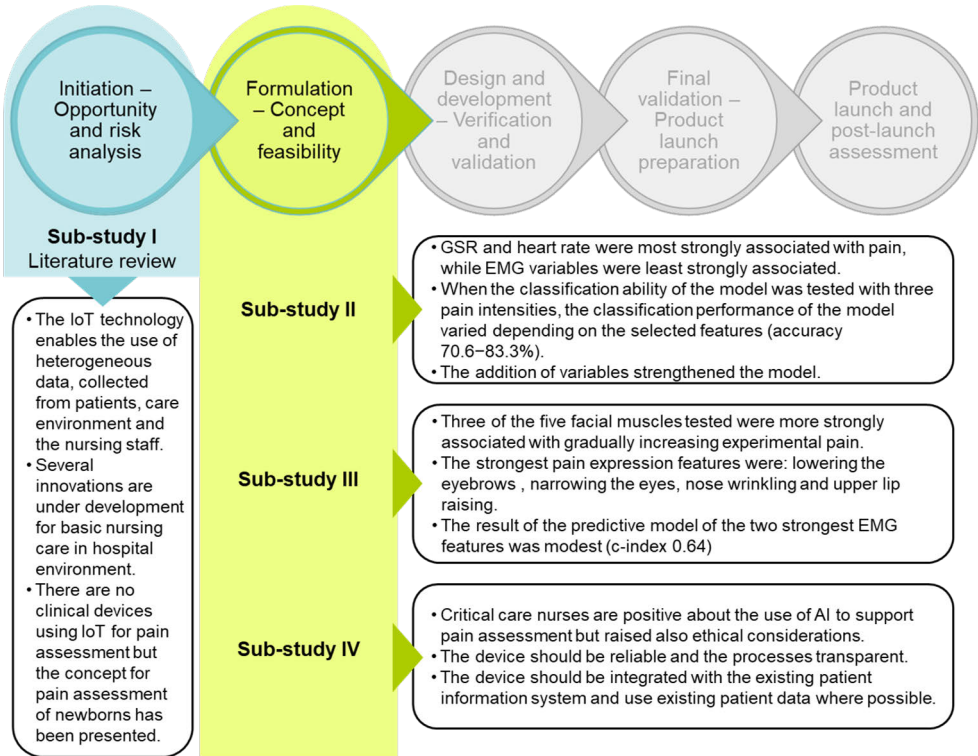 Initiation –
Opportunity
and risk
analysis
Formulation
– Concept
and
feasibility
Design and
development
– Verification
and
validation
Final
validation –
Product
launch
preparation
Product
launch and
post-launch
assessment
Sub-study I
Literature review
• The IoT technology
enables the use of
heterogeneous
data, collected
from patients, care
environment and
the nursing staff.
• Several
innovations are
under development
for basic nursing
care in hospital
environment.
• There are no
clinical devices
using IoT for pain
assessment but
the concept for
pain assessment
of newborns has
been presented.
Sub-study II
• GSR and heart rate were most strongly associated with pain,
while EMG variables were least strongly associated.
• When the classification ability of the model was tested with three
pain intensities, the classification performance of the model
varied depending on the selected features (accuracy
70.6–83.3%).
• The addition of variables strengthened the model.
Sub-study III
• Three of the five facial muscles tested were more strongly
associated with gradually increasing experimental pain.
• The strongest pain expression features were: lowering the
eyebrows , narrowing the eyes, nose wrinkling and upper lip
raising.
• The result of the predictive model of the two strongest EMG
features was modest (c-index 0.64)
Sub-study IV
• Critical care nurses are positive about the use of AI to support
pain assessment but raised also ethical considerations.
• The device should be reliable and the processes transparent.
• The device should be integrated with the existing patient
information system and use existing patient data where possible.